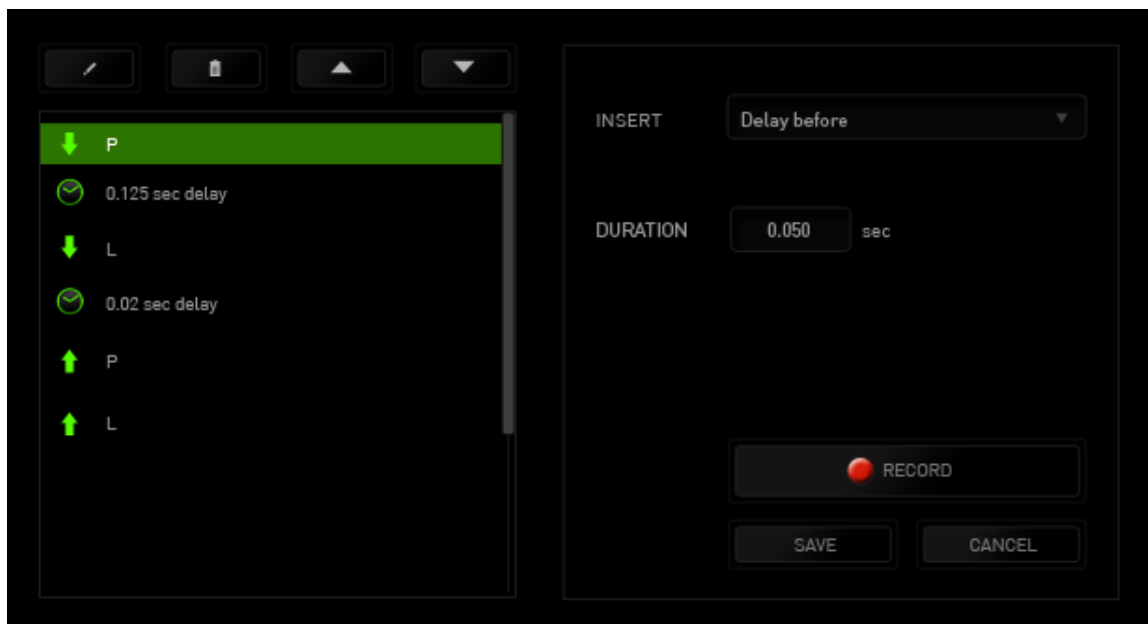 P
0.125 sec delay
L
0.02 sec delay
P
L
INSERT Delay before
DURATION 0.050 sec
RECORD
SAVE CANCEL